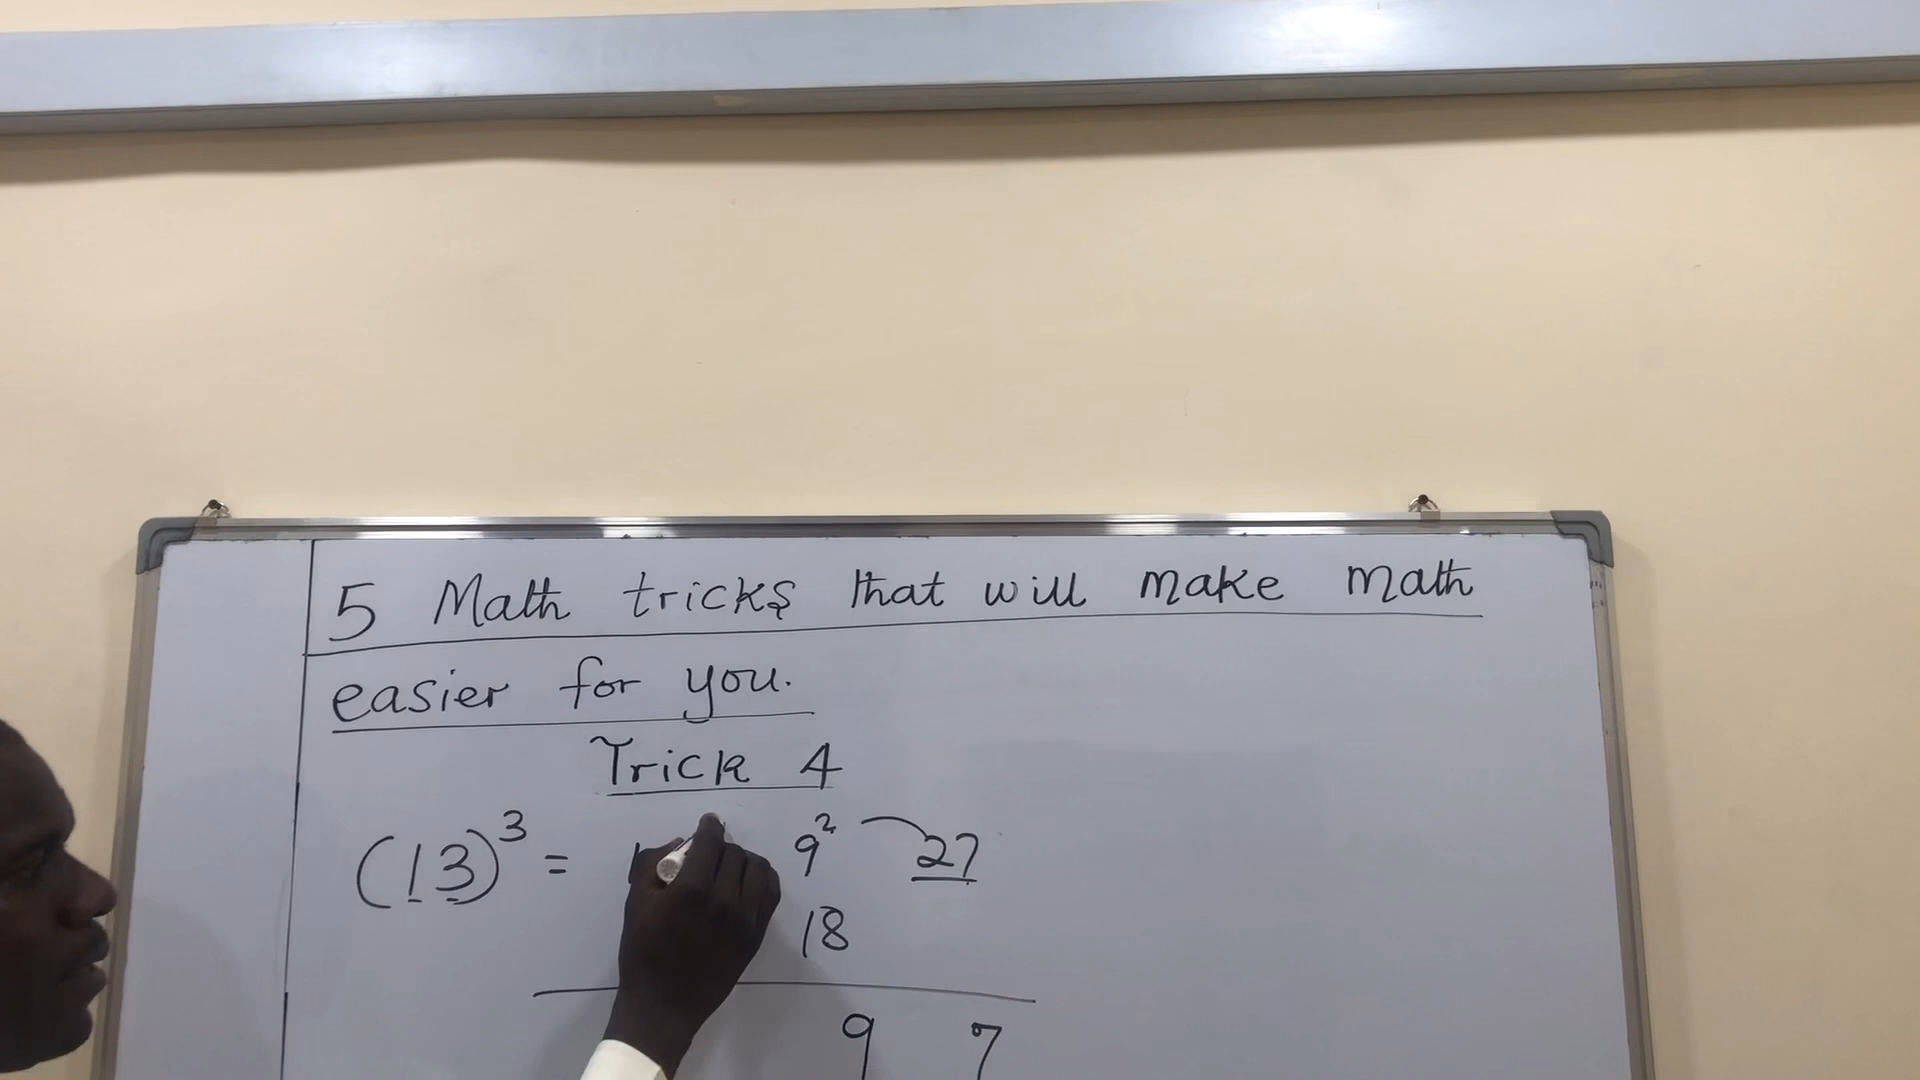 5 Math tricks that will make math
easier for you.
Trick 4
(13)³ = 1 9² 27
18
9 7